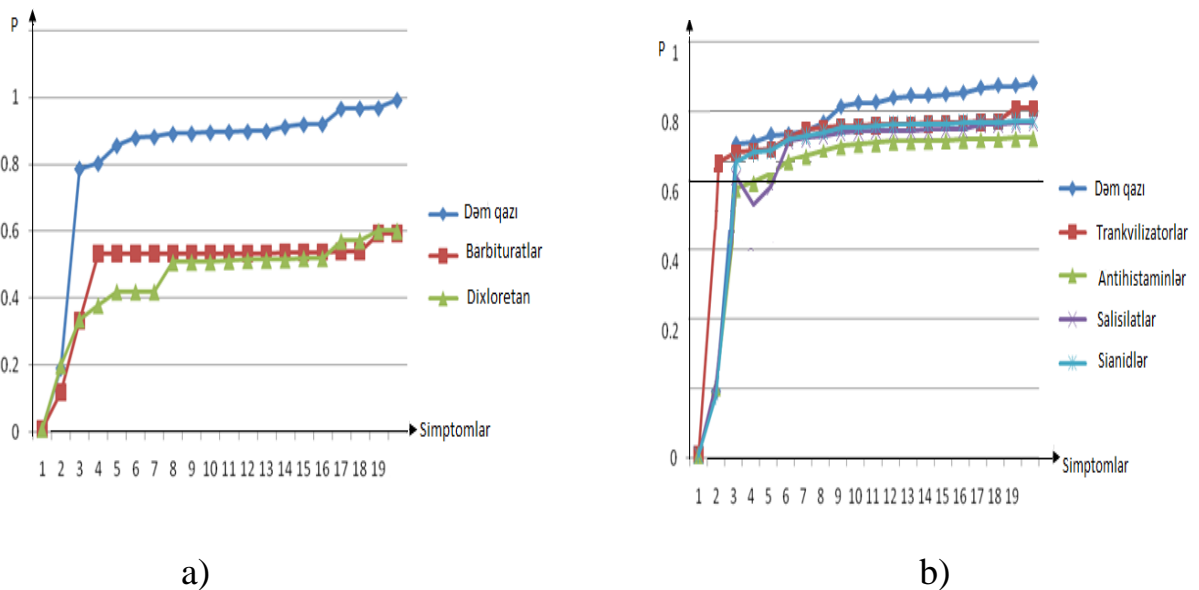 P
1
0.8
0.6
0.4
0.2
0
1 2 3 4 5 6 7 8 9 10 11 12 13 14 15 16 17 18 19
Simptomlar
Dəm qazı
Barbituratlar
Dixloretan
a)
P 1
0.8
0.6
0.4
0.2
0
1 2 3 4 5 6 7 8 9 10 11 12 13 14 15 16 17 18 19
Simptomlar
Dəm qazı
Trankvilizatorlar
Antihistaminlər
Salisilatlar
Sianidlər
b)